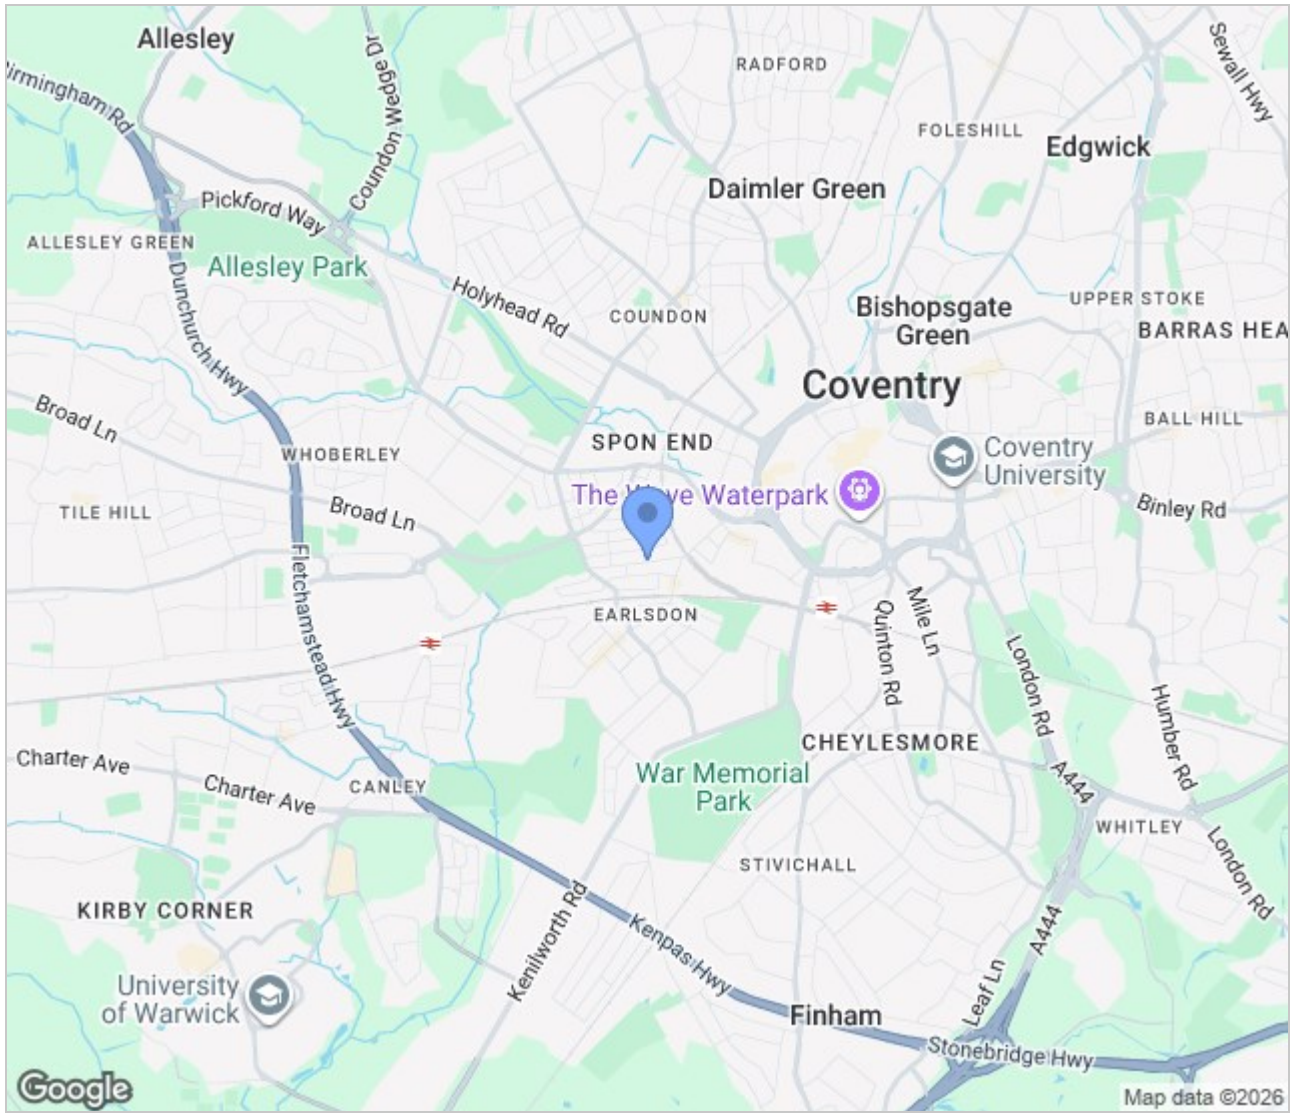 Allesley
Birmingham Rd
Coundon Wedge Dr
RADFORD
Sewall Hwy
FOLESHILL
Edgwick
Daimler Green
Pickford Way
ALLESLEY GREEN
Allesley Park
Dunchurch Hwy
Holyhead Rd
COUNDON
Bishopsgate
Green
UPPER STOKE
BARRAS HEA
Coventry
Broad Ln
BALL HILL
SPON END
WHOBERLEY
Coventry
University
The Wave Waterpark
Binley Rd
TILE HILL
Broad Ln
Fletchamstead Hwy
EARLSDON
Mile Ln
Quinton Rd
London Rd
Humber Rd
CHEYLESMORE
Charter Ave
War Memorial
Park
A444
Charter Ave
CANLEY
WHITLEY
London Rd
STIVICHALL
KIRBY CORNER
Kenilworth Rd
Kenpas Hwy
A444
University
of Warwick
Leaf Ln
Finham
Stonebridge Hwy
Google
Map data ©2026